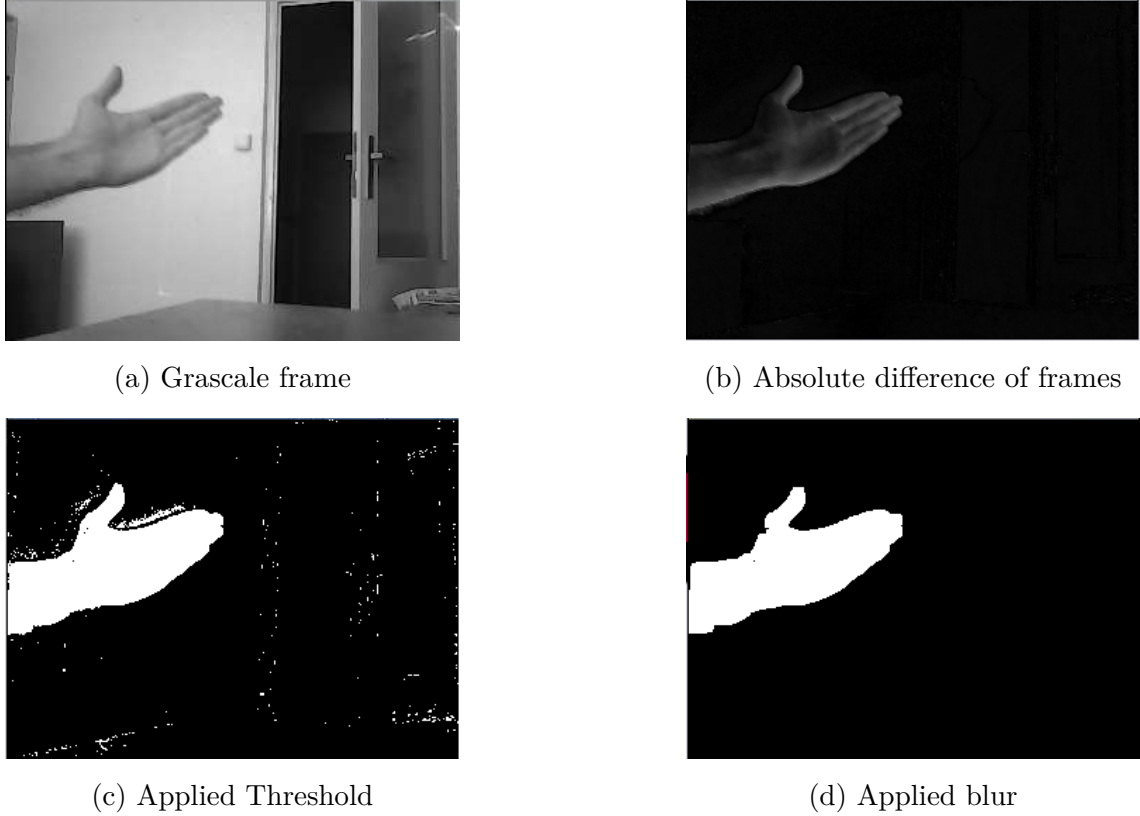 (a) Grascale frame
(b) Absolute difference of frames
(c) Applied Threshold
(d) Applied blur